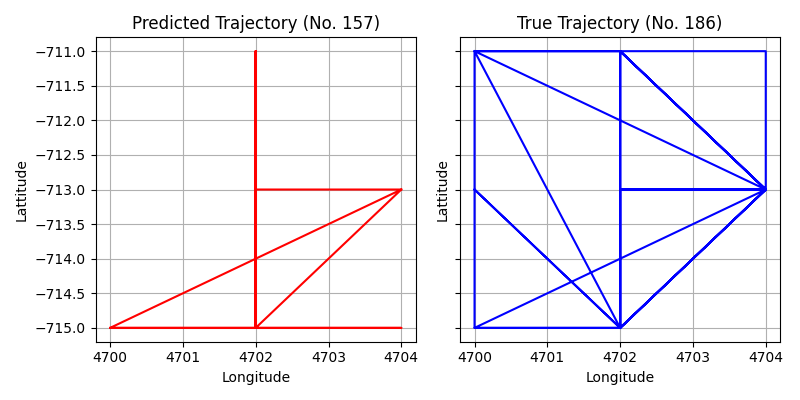 Predicted Trajectory (No. 157)
True Trajectory (No. 186)
Lattitude
−711.0
−711.5
−712.0
−712.5
−713.0
−713.5
−714.0
−714.5
−715.0
4700 4701 4702 4703 4704
Longitude
Lattitude
4700 4701 4702 4703 4704
Longitude